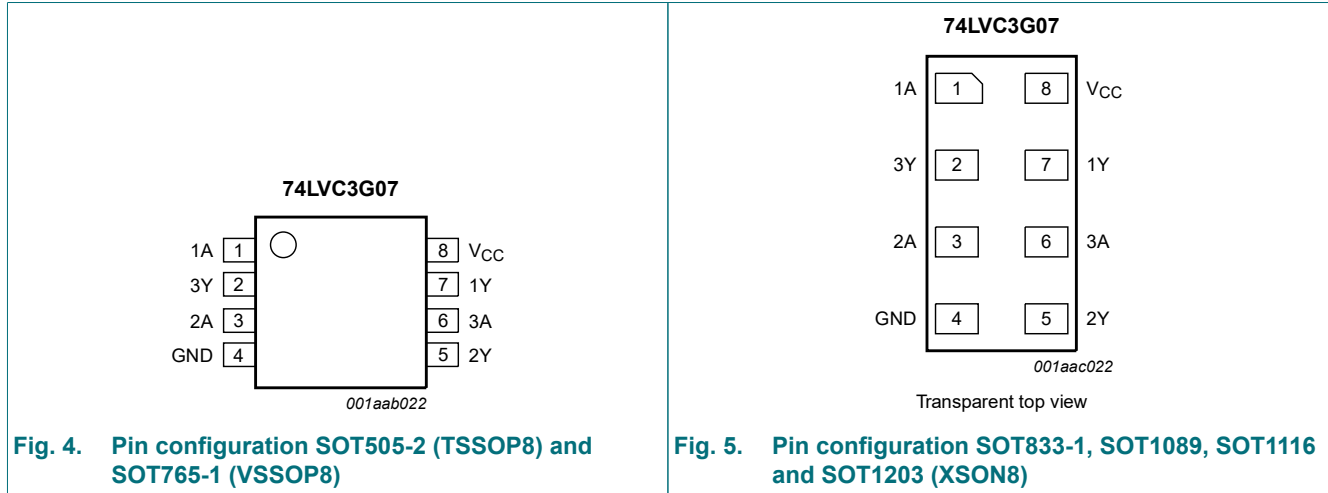 74LVC3G07
1A 1 8 VCC
3Y 2 7 1Y
2A 3 6 3A
GND 4 5 2Y
001aab022
Fig. 4. Pin configuration SOT505-2 (TSSOP8) and
SOT765-1 (VSSOP8)
74LVC3G07
1A 1 8 VCC
3Y 2 7 1Y
2A 3 6 3A
GND 4 5 2Y
001aac022
Transparent top view
Fig. 5. Pin configuration SOT833-1, SOT1089, SOT1116
and SOT1203 (XSON8)